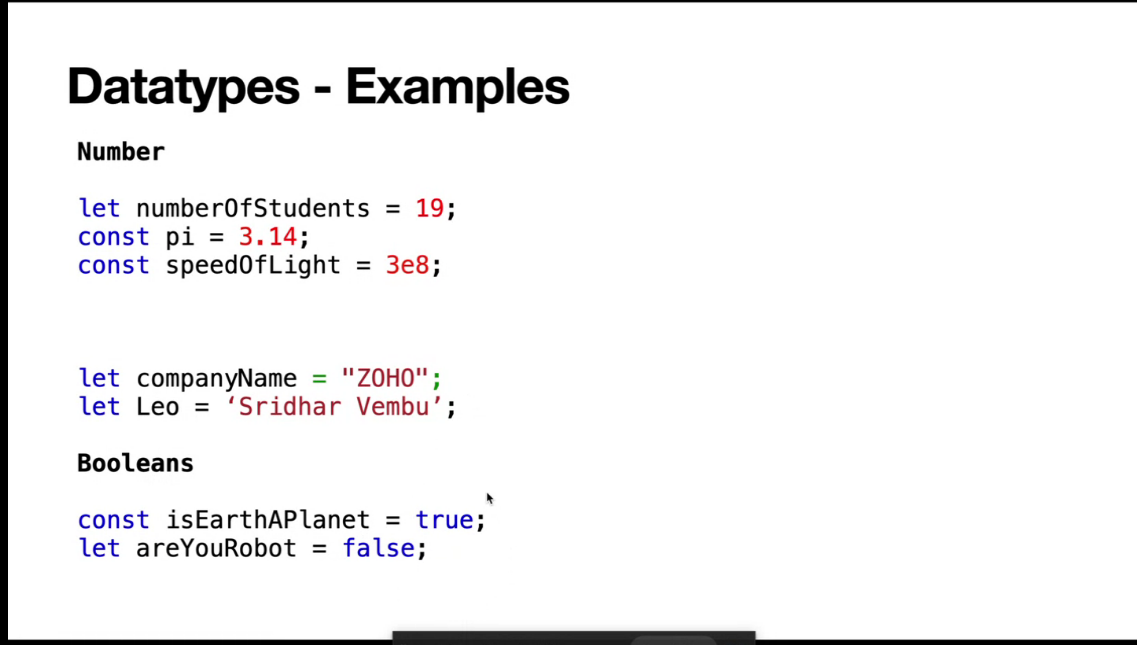 Datatypes - Examples
Number
let numberOfStudents = 19;
const pi = 3.14;
const speedOfLight = 3e8;
let companyName = "ZOHO";
let Leo = ‘Sridhar Vembu’;
Booleans
const isEarthAPlanet = true;
let areYouRobot = false;